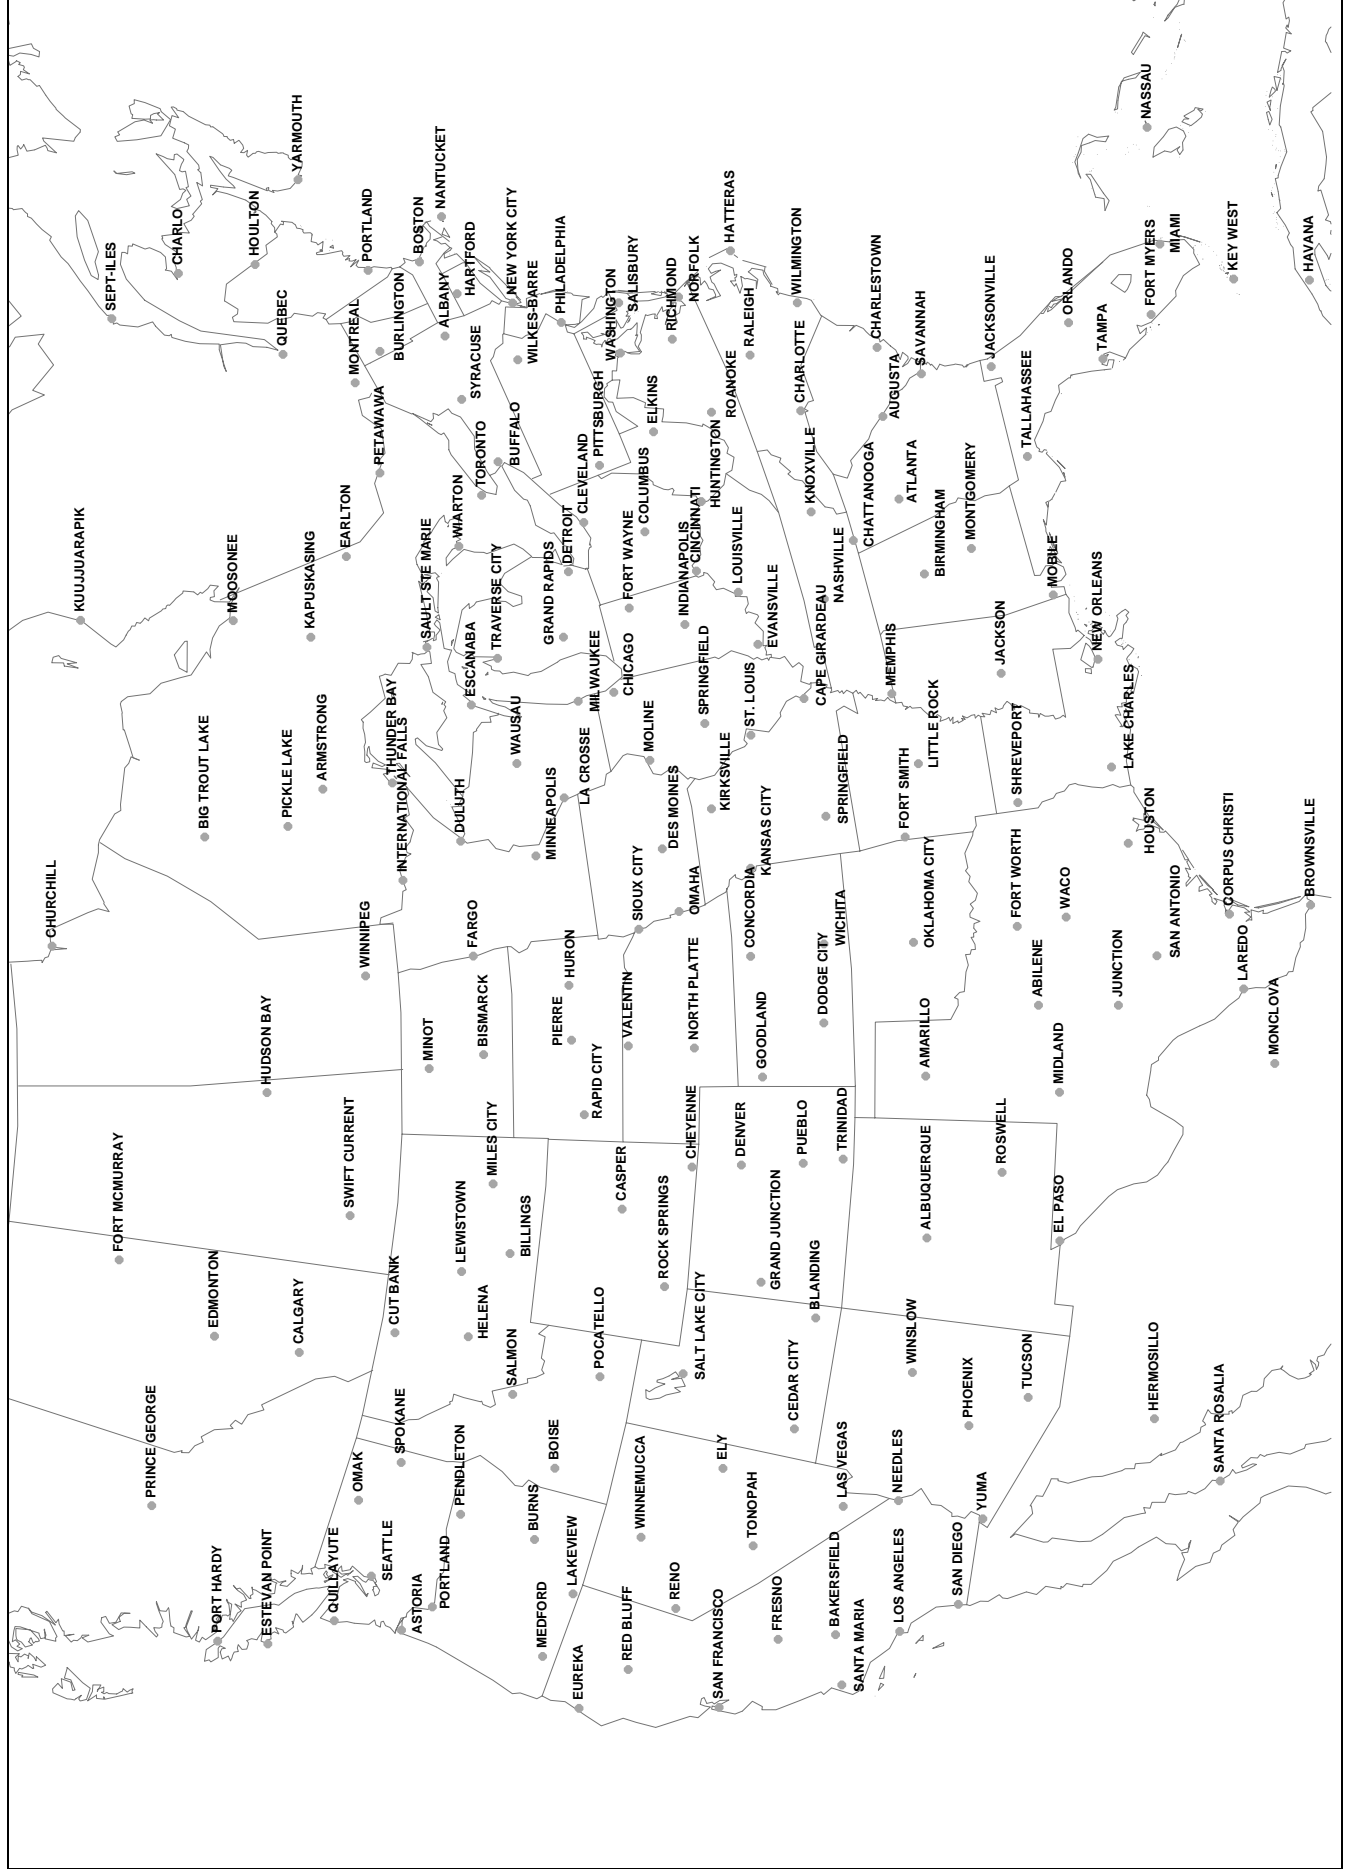 CHURCHILL
KUUJJUARAPIK
SEPT-ILES
FORT MCMURRAY
PRINCE GEORGE
CHARLO
BIG TROUT LAKE
EDMONTON
PORT HARDY
MOOSONEE
HOULTON
HUDSON BAY
ESTEVAN POINT
QUEBEC
PICKLE LAKE
CALGARY
YARMOUTH
KAPUSKASING
ARMSTRONG
QUILLAYUTE
EARLTON
SWIFT CURRENT
MONTREAL
OMAK
WINNIPEG
PORTLAND
SEATTLE
PETAWAWA
BURLINGTON
THUNDER BAY
CUT BANK
SPOKANE
INTERNATIONAL FALLS
ASTORIA
BOSTON
SAULT STE MARIE
MINOT
PORTLAND
NANTUCKET
ALBANY
HARTFORD
WIARTON
DULUTH
LEWISTOWN
PENDLETON
SYRACUSE
ESCANABA
FARGO
HELENA
TORONTO
BISMARCK
MILES CITY
TRAVERSE CITY
BUFFALO
NEW YORK CITY
WAUSAU
BILLINGS
SALMON
WILKES-BARRE
BURNS
MINNEAPOLIS
MEDFORD
BOISE
PHILADELPHIA
GRAND RAPIDS
DETROIT
PIERRE
HURON
LAKEVIEW
LA CROSSE
EUREKA
CLEVELAND
MILWAUKEE
RAPID CITY
PITTSBURGH
POCATELLO
WASHINGTON
SALISBURY
CHICAGO
FORT WAYNE
CASPER
VALENTIN
RED BLUFF
SIOUX CITY
WINNEMUCCA
COLUMBUS
MOLINE
ELKINS
DES MOINES
ROCK SPRINGS
RICHMOND
NORFOLK
RENO
OMAHA
INDIANAPOLIS
CINCINNATI
NORTH PLATTE
CHEYENNE
SALT LAKE CITY
HUNTINGTON
SPRINGFIELD
KIRKSVILLE
ROANOKE
SAN FRANCISCO
ELY
HATTERAS
LOUISVILLE
DENVER
RALEIGH
ST. LOUIS
CONCORDIA
KANSAS CITY
TONOPAH
EVANSVILLE
GOODLAND
GRAND JUNCTION
FRESNO
WILMINGTON
CHARLOTTE
CEDAR CITY
PUEBLO
KNOXVILLE
CAPE GIRARDEAU
BLANDING
NASHVILLE
DODGE CITY
WICHITA
SPRINGFIELD
BAKERSFIELD
TRINIDAD
LAS VEGAS
SANTA MARIA
CHATTANOOGA
CHARLESTOWN
AUGUSTA
MEMPHIS
ATLANTA
NEEDLES
LOS ANGELES
FORT SMITH
WINSLOW
SAVANNAH
LITTLE ROCK
OKLAHOMA CITY
AMARILLO
ALBUQUERQUE
BIRMINGHAM
SAN DIEGO
MONTGOMERY
PHOENIX
YUMA
JACKSONVILLE
JACKSON
ROSWELL
SHREVEPORT
FORT WORTH
TALLAHASSEE
TUCSON
ABILENE
MOBILE
MIDLAND
EL PASO
WACO
ORLANDO
NEW ORLEANS
TAMPA
LAKE CHARLES
JUNCTION
HOUSTON
NASSAU
FORT MYERS
MIAMI
HERMOSILLO
SAN ANTONIO
SANTA ROSALIA
CORPUS CHRISTI
KEY WEST
LAREDO
MONCLOVA
HAVANA
BROWNSVILLE